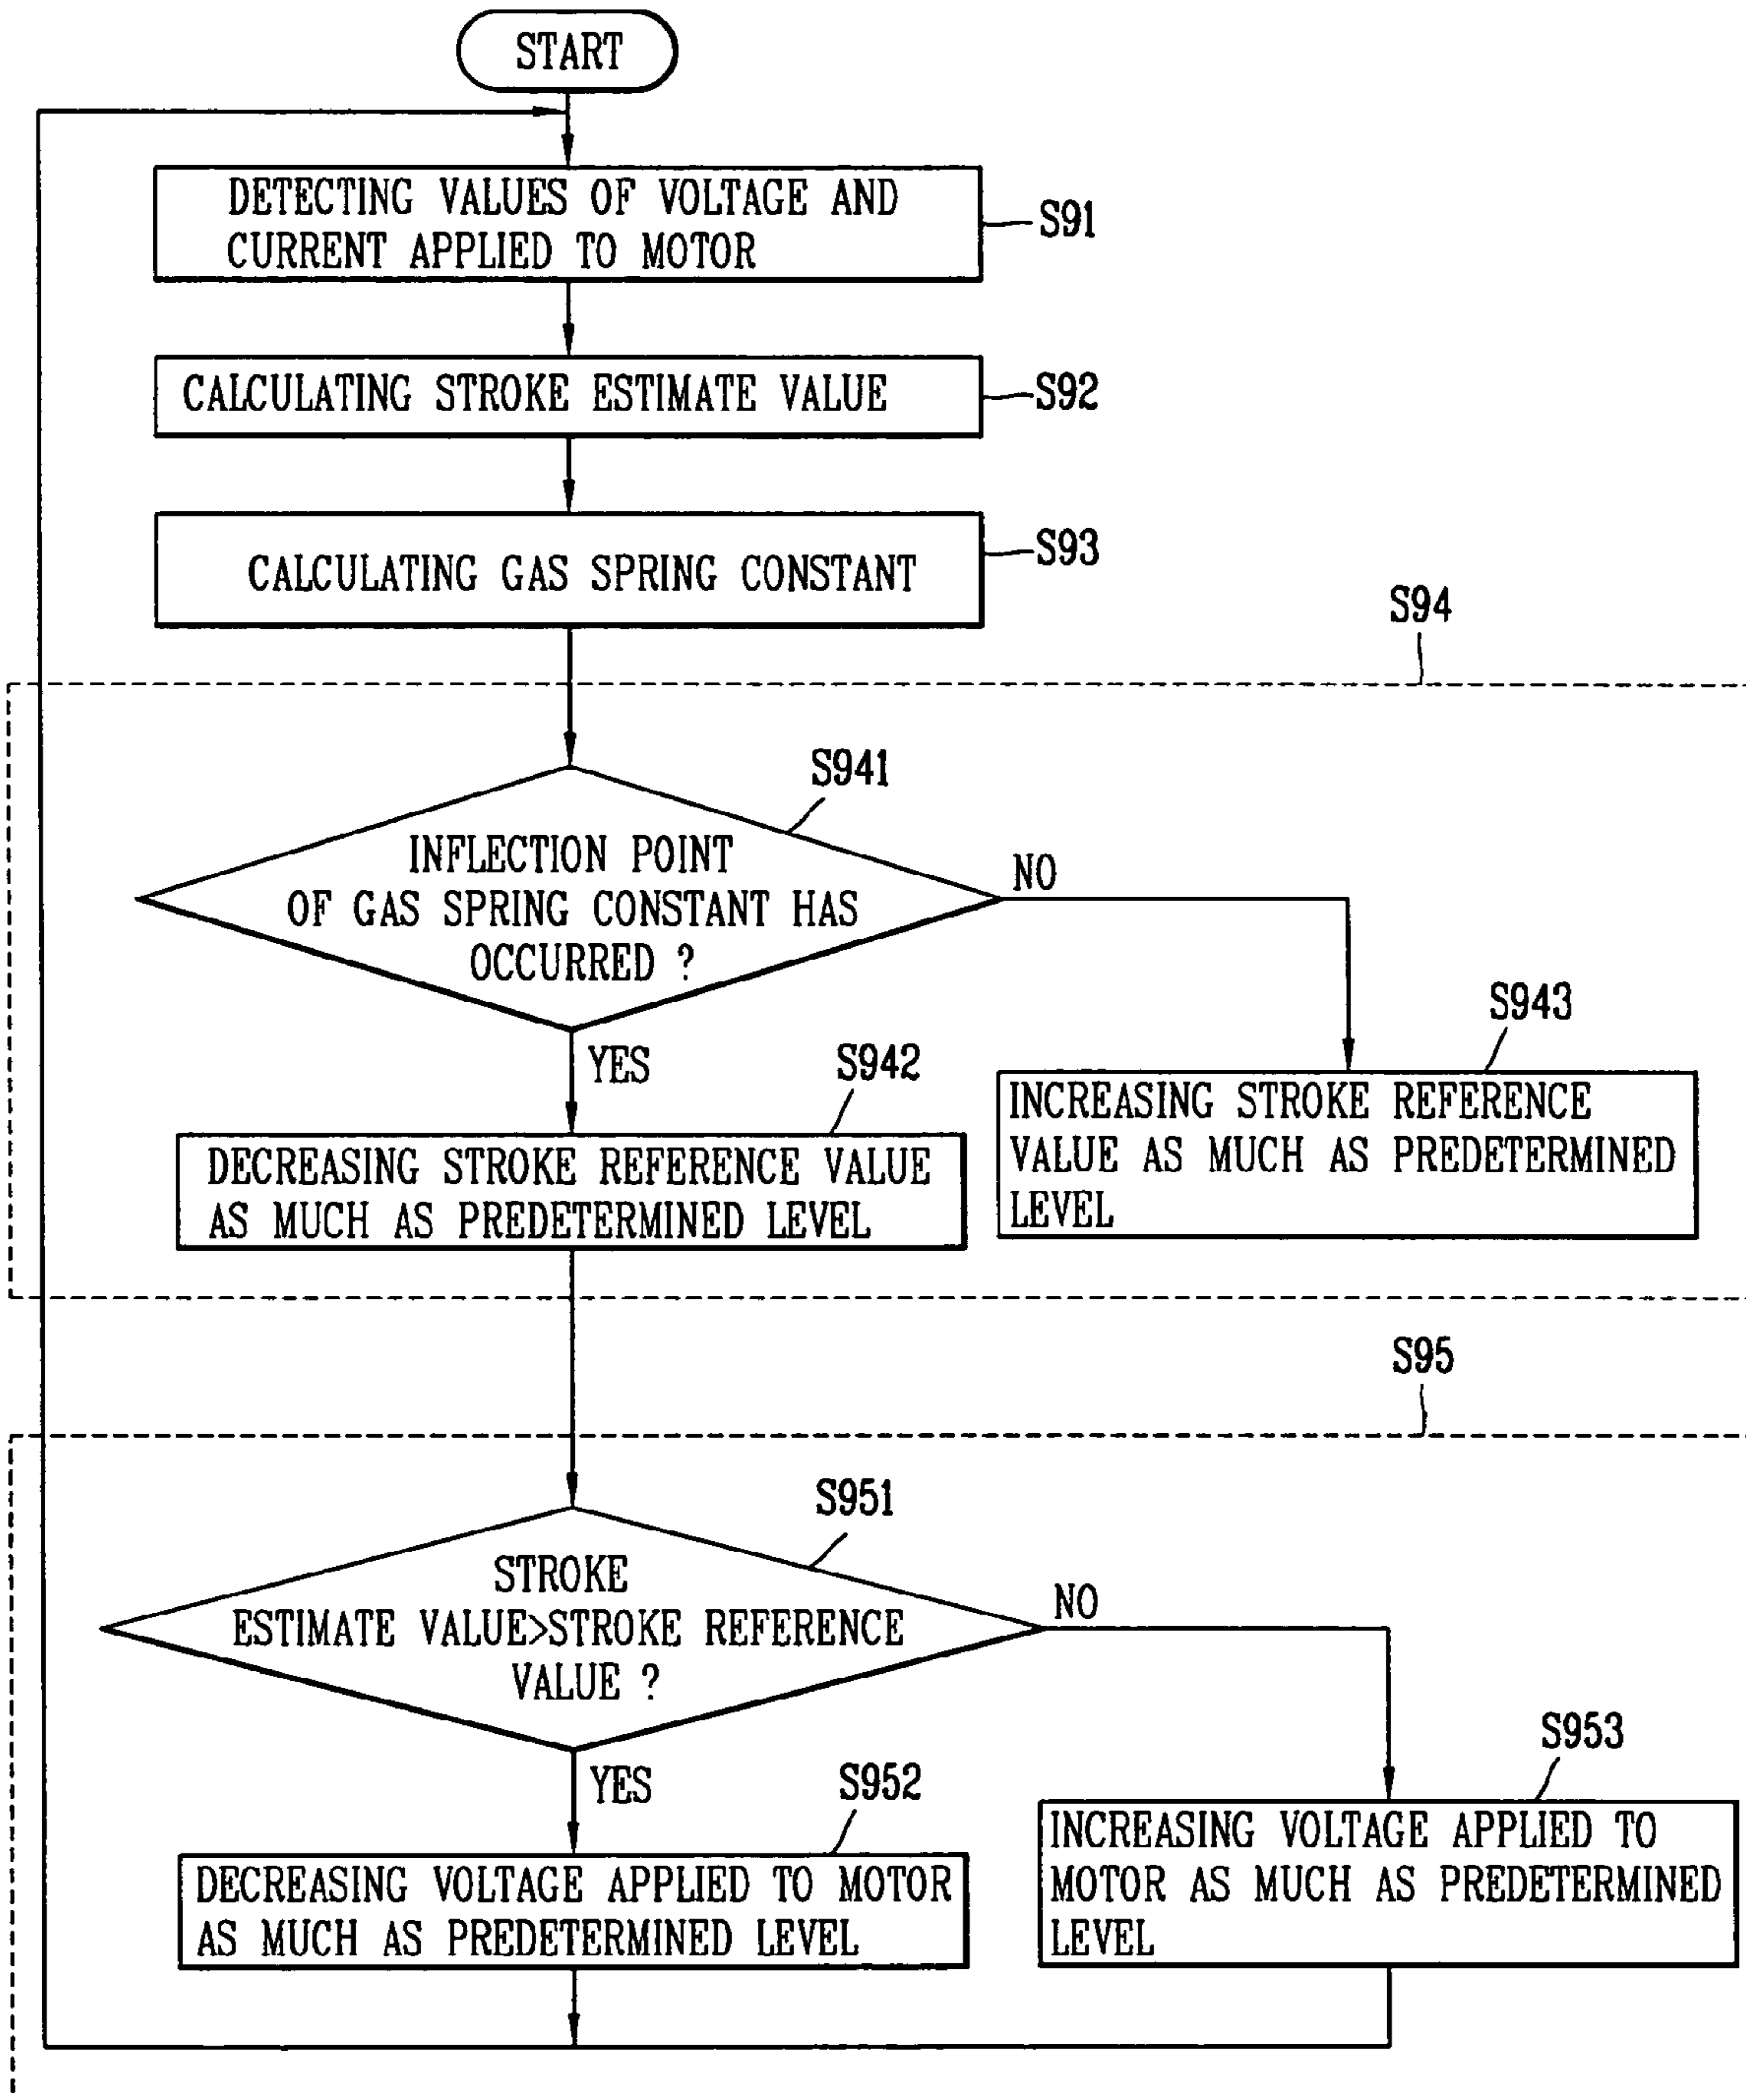 START
DETECTING VALUES OF VOLTAGE AND
CURRENT APPLIED TO MOTOR
S91
CALCULATING STROKE ESTIMATE VALUE
S92
CALCULATING GAS SPRING CONSTANT
S93
S94
S941
INFLECTION POINT
OF GAS SPRING CONSTANT HAS
OCCURRED ?
NO
YES
S942
DECREASING STROKE REFERENCE VALUE
AS MUCH AS PREDETERMINED LEVEL
S943
INCREASING STROKE REFERENCE
VALUE AS MUCH AS PREDETERMINED
LEVEL
S95
S951
STROKE
ESTIMATE VALUE>STROKE REFERENCE
VALUE ?
NO
YES
S952
DECREASING VOLTAGE APPLIED TO MOTOR
AS MUCH AS PREDETERMINED LEVEL
S953
INCREASING VOLTAGE APPLIED TO
MOTOR AS MUCH AS PREDETERMINED
LEVEL